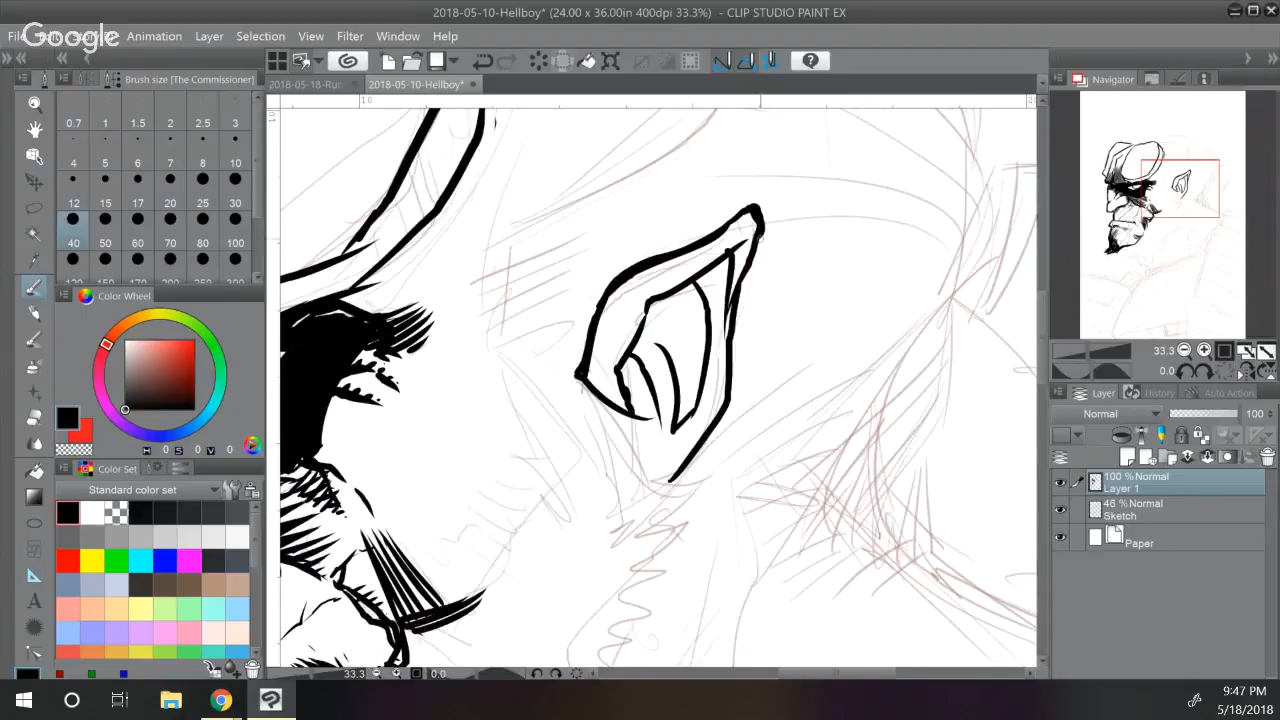 2018-05-10-Hellboy* (24.00 x 36.00in 400dpi 33.3%) - CLIP STUDIO PAINT EX
Google
File Animation Layer Selection View Filter Window Help
Brush size [The Commissioner]
2018-05-18-Run
2018-05-10-Hellboy*
Navigator
10
0.7 1 1.5 2 2.5 3
4 5 6 7 8 10
12 15 17 20 25 30
40 50 60 70 80 100
Color Wheel
H 0 S 0 V 0
Color Set
Standard color set
33.3
0.0
Layer History Auto Action
Normal 100
100 % Normal
Layer 1
46 % Normal
Sketch
Paper
33.3 0.0
9:47 PM
5/18/2018